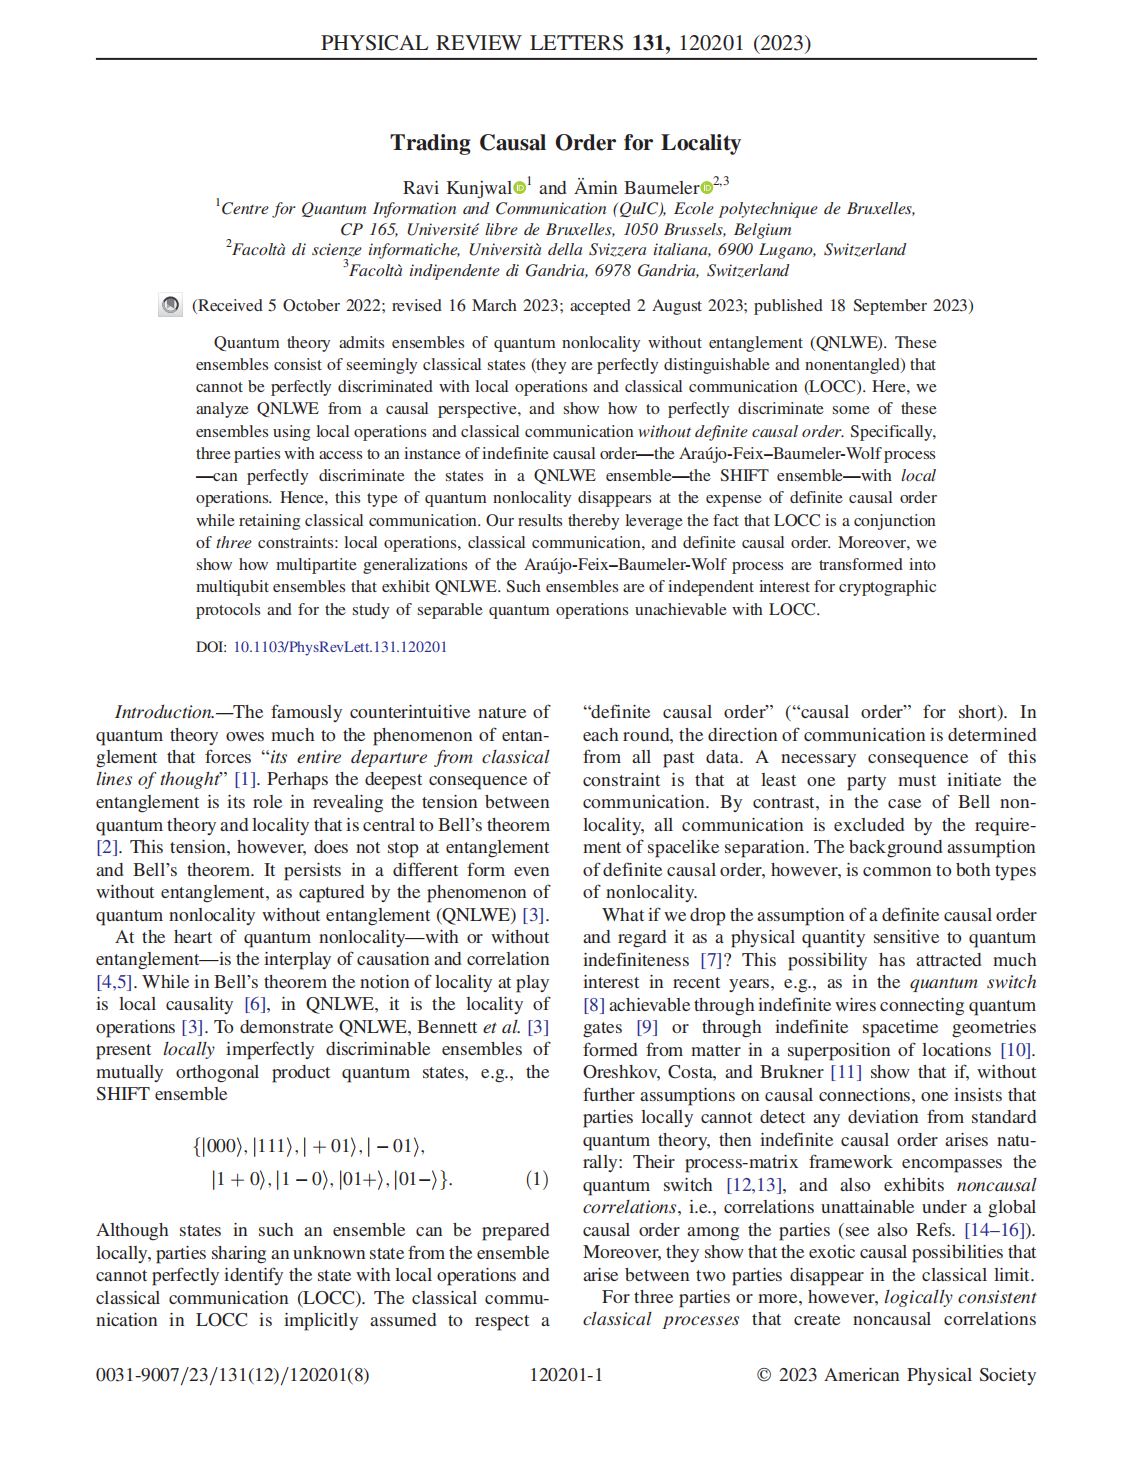 PHYSICAL REVIEW LETTERS 131, 120201 (2023)
Trading Causal Order for Locality
Ravi Kunjwal 1 and Ämin Baumeler 2,3
1Centre for Quantum Information and Communication (QuIC), Ecole polytechnique de Bruxelles,
CP 165, Université libre de Bruxelles, 1050 Brussels, Belgium
2Facoltà di scienze informatiche, Università della Svizzera italiana, 6900 Lugano, Switzerland
3Facoltà indipendente di Gandria, 6978 Gandria, Switzerland
(Received 5 October 2022; revised 16 March 2023; accepted 2 August 2023; published 18 September 2023)
Quantum theory admits ensembles of quantum nonlocality without entanglement (QNLWE). These
ensembles consist of seemingly classical states (they are perfectly distinguishable and nonentangled) that
cannot be perfectly discriminated with local operations and classical communication (LOCC). Here, we
analyze QNLWE from a causal perspective, and show how to perfectly discriminate some of these
ensembles using local operations and classical communication without definite causal order. Specifically,
three parties with access to an instance of indefinite causal order—the Araújo-Feix–Baumeler-Wolf process
—can perfectly discriminate the states in a QNLWE ensemble—the SHIFT ensemble—with local
operations. Hence, this type of quantum nonlocality disappears at the expense of definite causal order
while retaining classical communication. Our results thereby leverage the fact that LOCC is a conjunction
of three constraints: local operations, classical communication, and definite causal order. Moreover, we
show how multipartite generalizations of the Araújo-Feix–Baumeler-Wolf process are transformed into
multiqubit ensembles that exhibit QNLWE. Such ensembles are of independent interest for cryptographic
protocols and for the study of separable quantum operations unachievable with LOCC.
DOI: 10.1103/PhysRevLett.131.120201
Introduction.—The famously counterintuitive nature of
quantum theory owes much to the phenomenon of entan-
glement that forces “its entire departure from classical
lines of thought” [1]. Perhaps the deepest consequence of
entanglement is its role in revealing the tension between
quantum theory and locality that is central to Bell’s theorem
[2]. This tension, however, does not stop at entanglement
and Bell’s theorem. It persists in a different form even
without entanglement, as captured by the phenomenon of
quantum nonlocality without entanglement (QNLWE) [3].
At the heart of quantum nonlocality—with or without
entanglement—is the interplay of causation and correlation
[4,5]. While in Bell’s theorem the notion of locality at play
is local causality [6], in QNLWE, it is the locality of
operations [3]. To demonstrate QNLWE, Bennett et al. [3]
present locally imperfectly discriminable ensembles of
mutually orthogonal product quantum states, e.g., the
SHIFT ensemble
{|000⟩, |111⟩, | + 01⟩, | − 01⟩,
|1 + 0⟩, |1 − 0⟩, |01+⟩, |01−⟩}. (1)
Although states in such an ensemble can be prepared
locally, parties sharing an unknown state from the ensemble
cannot perfectly identify the state with local operations and
classical communication (LOCC). The classical commu-
nication in LOCC is implicitly assumed to respect a
“definite causal order” (“causal order” for short). In
each round, the direction of communication is determined
from all past data. A necessary consequence of this
constraint is that at least one party must initiate the
communication. By contrast, in the case of Bell non-
locality, all communication is excluded by the require-
ment of spacelike separation. The background assumption
of definite causal order, however, is common to both types
of nonlocality.
What if we drop the assumption of a definite causal order
and regard it as a physical quantity sensitive to quantum
indefiniteness [7]? This possibility has attracted much
interest in recent years, e.g., as in the quantum switch
[8] achievable through indefinite wires connecting quantum
gates [9] or through indefinite spacetime geometries
formed from matter in a superposition of locations [10].
Oreshkov, Costa, and Brukner [11] show that if, without
further assumptions on causal connections, one insists that
parties locally cannot detect any deviation from standard
quantum theory, then indefinite causal order arises natu-
rally: Their process-matrix framework encompasses the
quantum switch [12,13], and also exhibits noncausal
correlations, i.e., correlations unattainable under a global
causal order among the parties (see also Refs. [14–16]).
Moreover, they show that the exotic causal possibilities that
arise between two parties disappear in the classical limit.
For three parties or more, however, logically consistent
classical processes that create noncausal correlations
0031-9007/23/131(12)/120201(8)
120201-1
© 2023 American Physical Society